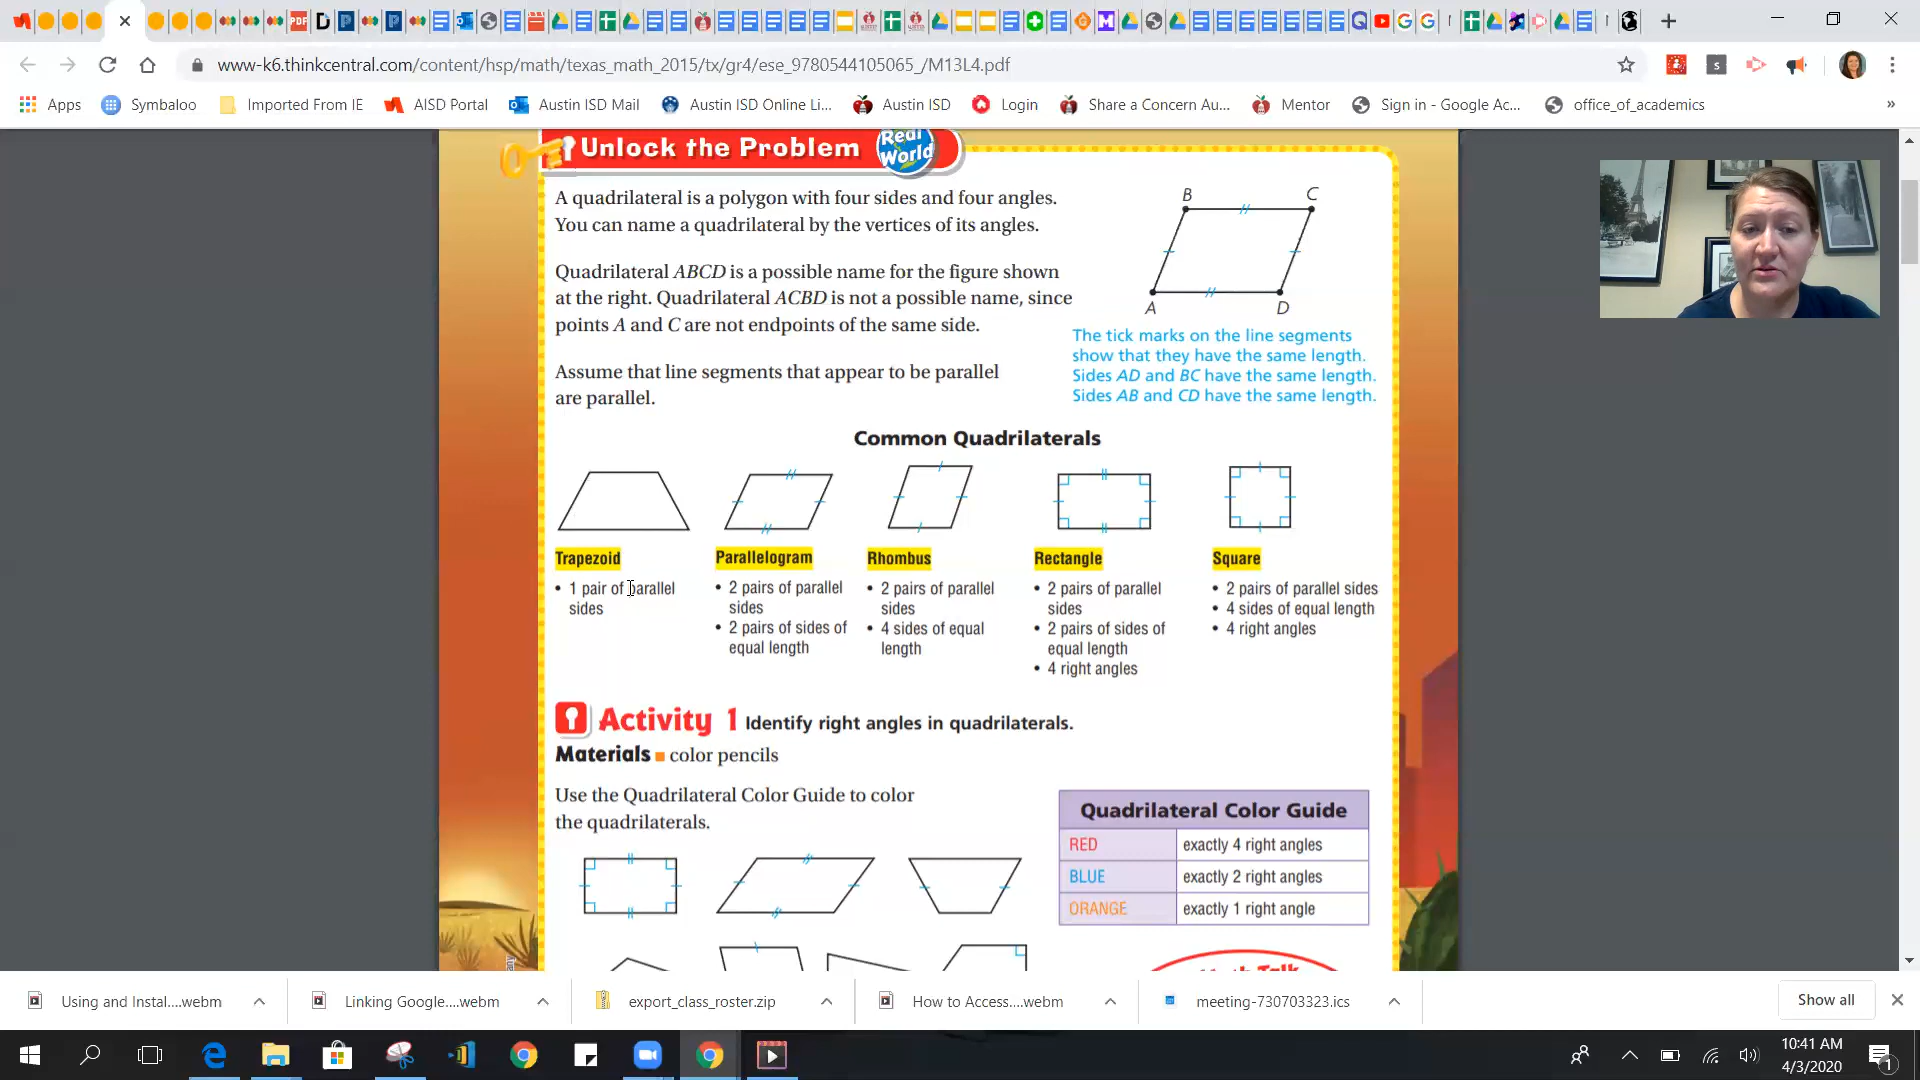 www-k6.thinkcentral.com/content/hsp/math/texas_math_2015/tx/gr4/ese_9780544105065_/M13L4.pdf
Apps
Symbaloo
Imported From IE
AISD Portal
Austin ISD Mail
Austin ISD Online Li...
Austin ISD
Login
Share a Concern Au...
Mentor
Sign in - Google Ac...
office_of_academics
»
Unlock the Problem
Real World
A quadrilateral is a polygon with four sides and four angles.
You can name a quadrilateral by the vertices of its angles.
Quadrilateral ABCD is a possible name for the figure shown
at the right. Quadrilateral ACBD is not a possible name, since
points A and C are not endpoints of the same side.
Assume that line segments that appear to be parallel
are parallel.
B
C
A
D
The tick marks on the line segments
show that they have the same length.
Sides AD and BC have the same length.
Sides AB and CD have the same length.
Common Quadrilaterals
Trapezoid
• 1 pair of parallel
sides
Parallelogram
• 2 pairs of parallel
sides
• 2 pairs of sides of
equal length
Rhombus
• 2 pairs of parallel
sides
• 4 sides of equal
length
Rectangle
• 2 pairs of parallel
sides
• 2 pairs of sides of
equal length
• 4 right angles
Square
• 2 pairs of parallel sides
• 4 sides of equal length
• 4 right angles
Activity 1 Identify right angles in quadrilaterals.
Materials ■ color pencils
Use the Quadrilateral Color Guide to color
the quadrilaterals.
Quadrilateral Color Guide
RED exactly 4 right angles
BLUE exactly 2 right angles
ORANGE exactly 1 right angle
Using and Instal....webm
Linking Google....webm
export_class_roster.zip
How to Access....webm
meeting-730703323.ics
Show all
10:41 AM
4/3/2020
1